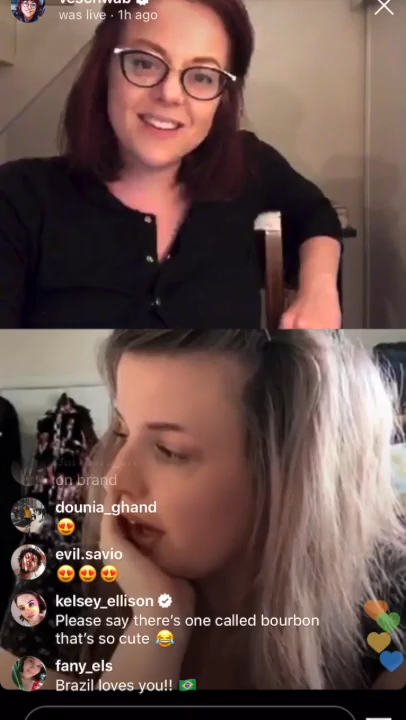 veschwab
was live · 1h ago
on brand
dounia_ghand
😍
evil.savio
😍😍😍
kelsey_ellison
Please say there's one called bourbon
that's so cute 😂
fany_els
Brazil loves you!! 🇧🇷